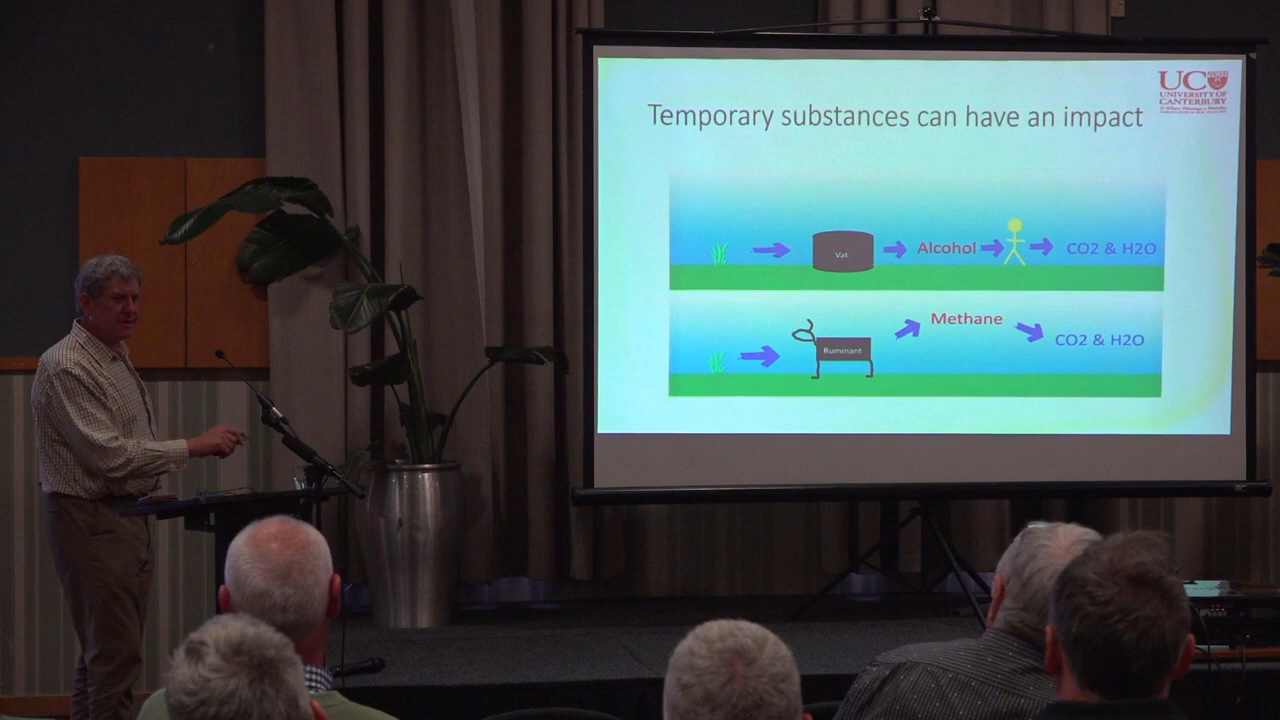 Temporary substances can have an impact
UC
UNIVERSITY OF
CANTERBURY
Vat
Alcohol
CO2 & H2O
Ruminant
Methane
CO2 & H2O